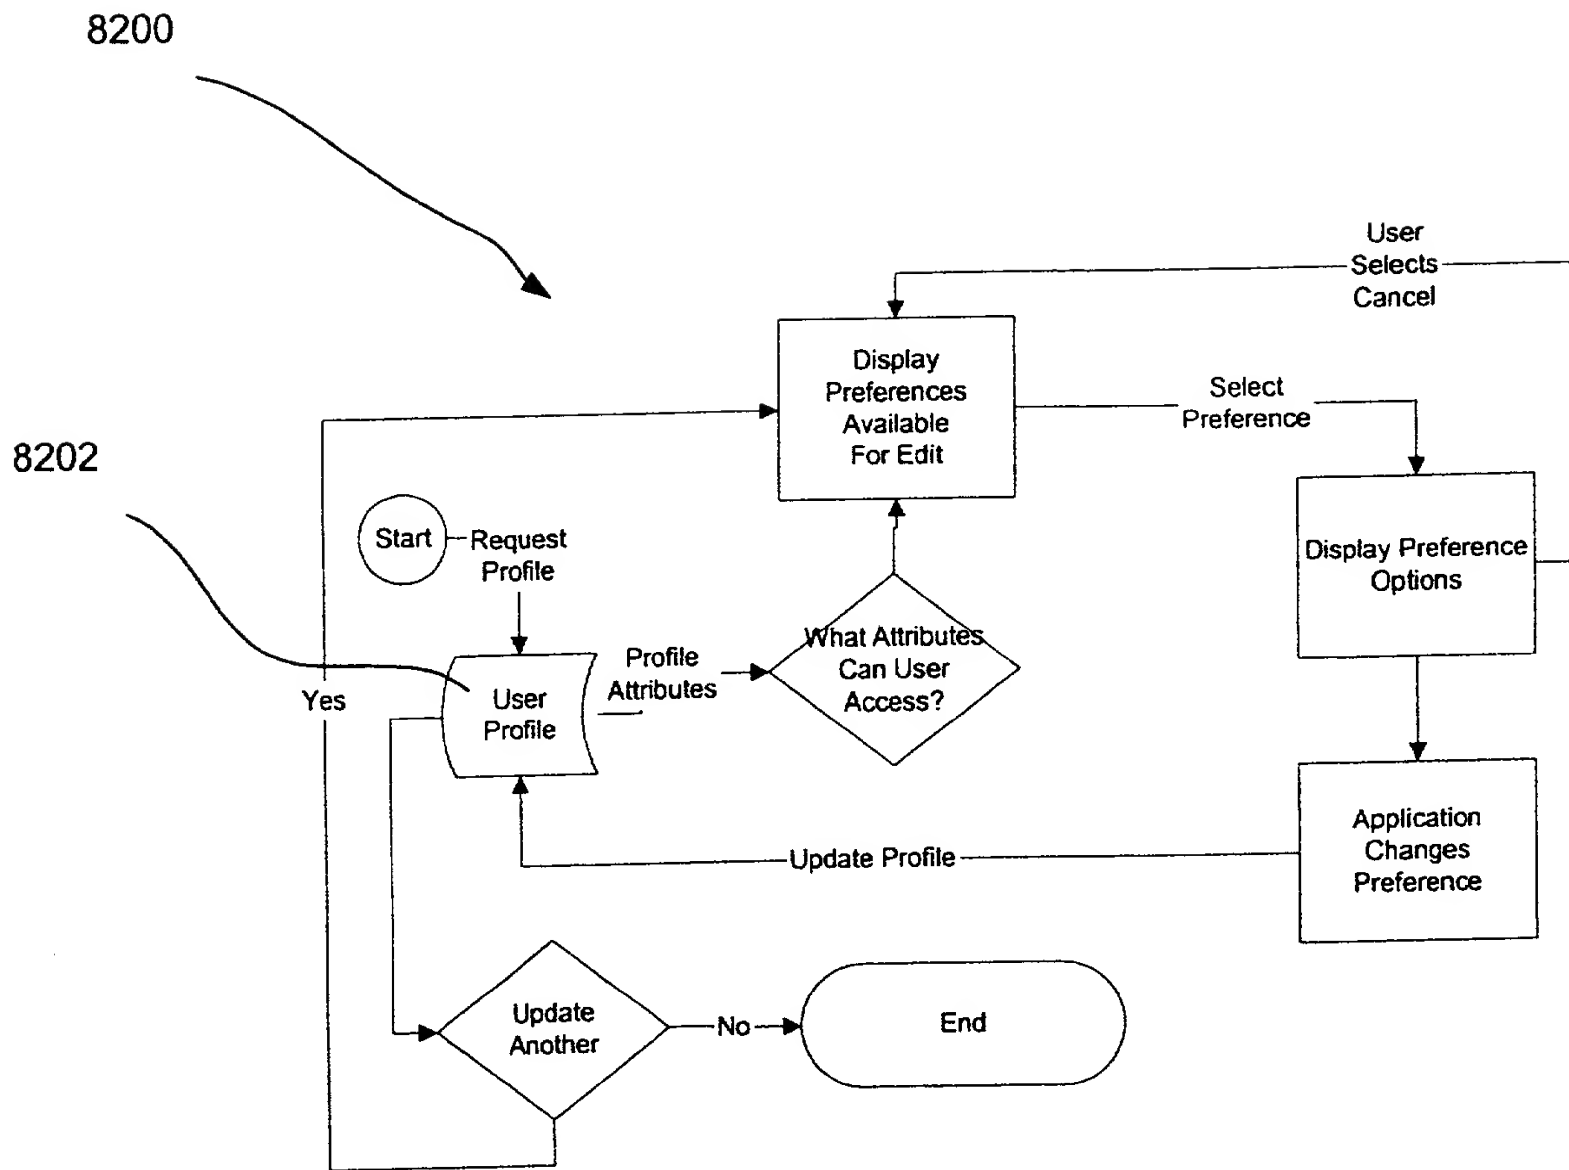 8200
User
Selects
Cancel
Display
Preferences
Available
For Edit
Select
Preference
8202
Start
Request
Profile
Display Preference
Options
What Attributes
Can User
Access?
Profile
Attributes
User
Profile
Yes
Application
Changes
Preference
Update Profile
Update
Another
No
End